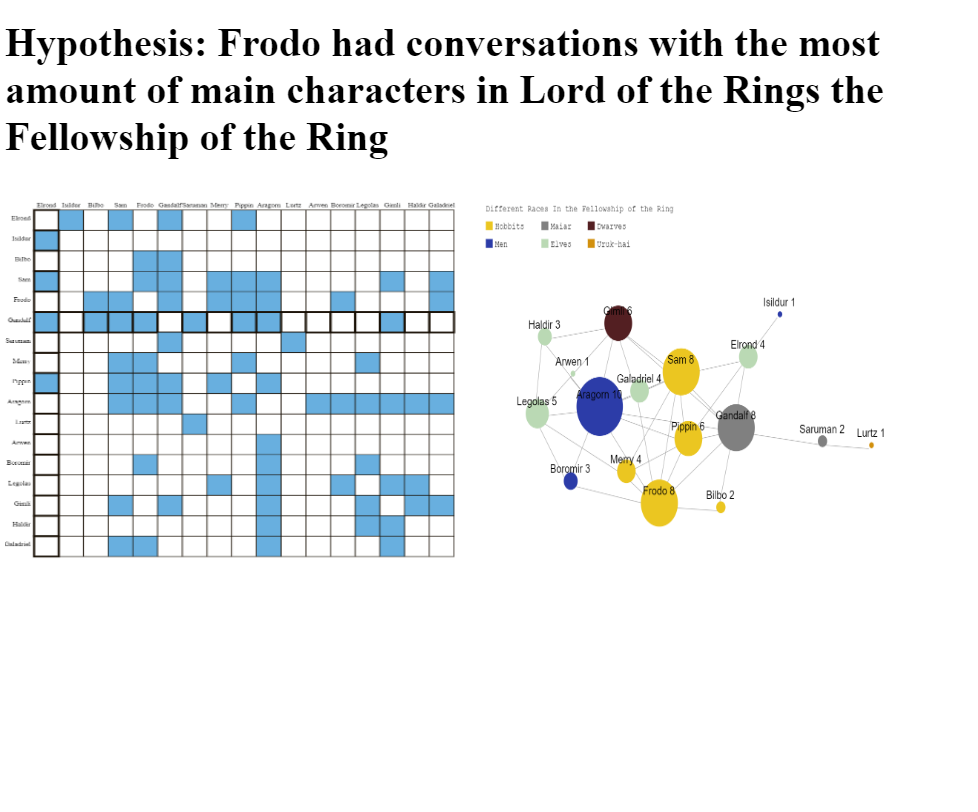 Hypothesis: Frodo had conversations with the most
amount of main characters in Lord of the Rings the
Fellowship of the Ring
Elrond Isildur Bilbo Sam Frodo Gandalf Saruman Merry Pippin Aragorn Lurtz Arwen Boromir Legolas Gimli Haldir Galadriel
Elrond
Isildur
Bilbo
Sam
Frodo
Gandalf
Saruman
Merry
Pippin
Aragorn
Lurtz
Arwen
Boromir
Legolas
Gimli
Haldir
Galadriel
Different Races In the Fellowship of the Ring
Hobbits Maiar Dwarves
Men Elves Uruk-hai
Isildur 1
Gimli 6
Haldir 3
Elrond 4
Arwen 1
Sam 8
Galadriel 4
Aragorn 10
Legolas 5
Gandalf 8
Pippin 6
Saruman 2
Lurtz 1
Merry 4
Boromir 3
Frodo 8
Bilbo 2